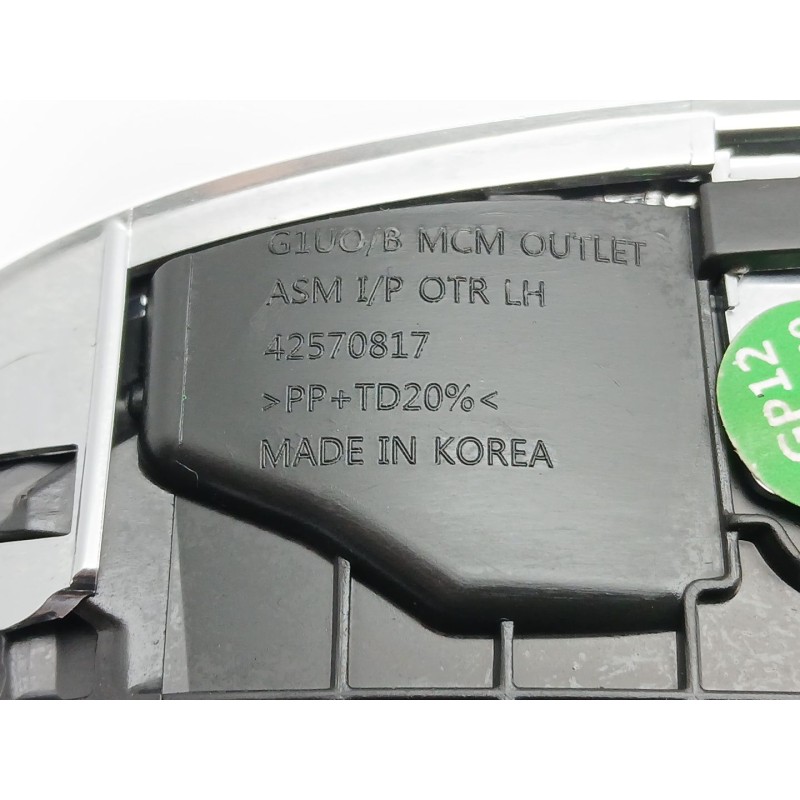 G1UO/B MCM OUTLET
ASM I/P OTR LH
42570817
>PP+TD20%<
MADE IN KOREA
GP12